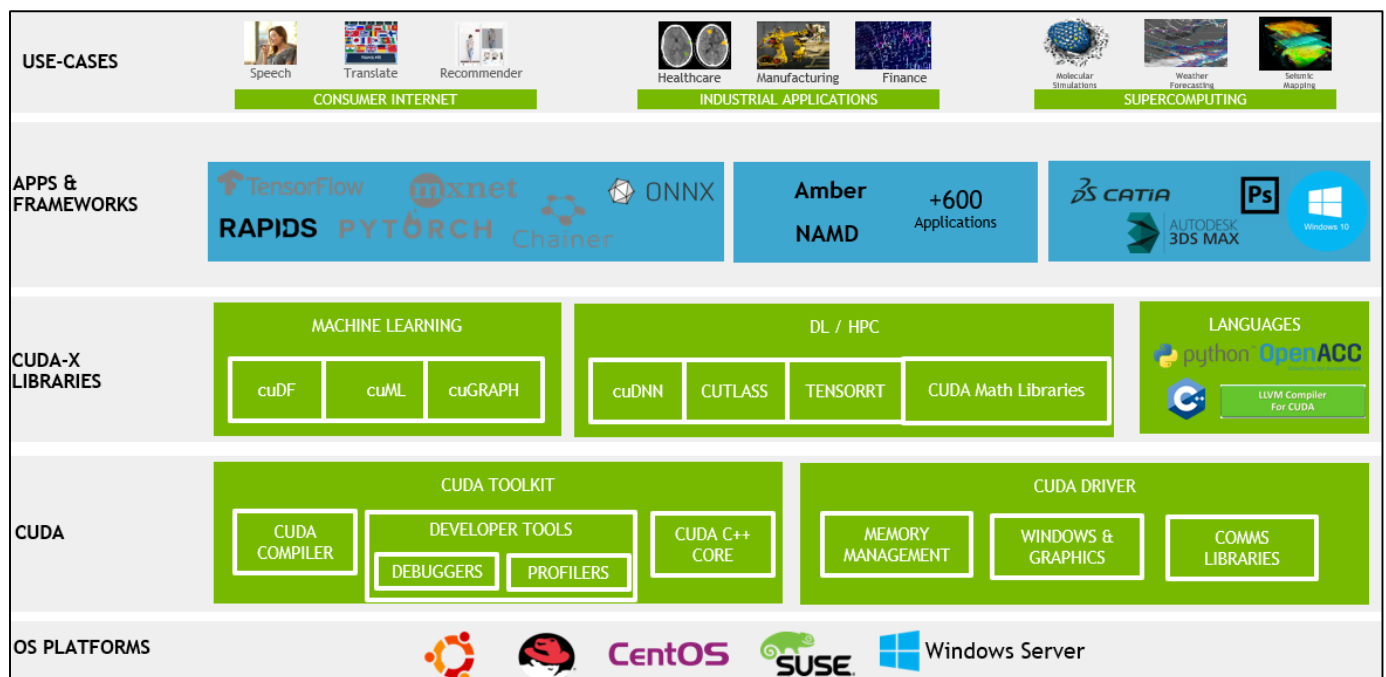 USE-CASES
Speech
Translate
Recommender
CONSUMER INTERNET
Healthcare
Manufacturing
Finance
INDUSTRIAL APPLICATIONS
Molecular
Simulations
Weather
Forecasting
Seismic
Mapping
SUPERCOMPUTING
APPS &
FRAMEWORKS
TensorFlow
mxnet
ONNX
RAPIDS
PYTORCH
Chainer
Amber
NAMD
+600
Applications
CATIA
Ps
AUTODESK
3DS MAX
Windows 10
CUDA-X
LIBRARIES
MACHINE LEARNING
cuDF
cuML
cuGRAPH
DL / HPC
cuDNN
CUTLASS
TENSORRT
CUDA Math Libraries
LANGUAGES
python
OpenACC
C++
LLVM Compiler
For CUDA
CUDA
CUDA TOOLKIT
CUDA
COMPILER
DEVELOPER TOOLS
DEBUGGERS
PROFILERS
CUDA C++
CORE
CUDA DRIVER
MEMORY
MANAGEMENT
WINDOWS &
GRAPHICS
COMMS
LIBRARIES
OS PLATFORMS
CentOS
SUSE
Windows Server